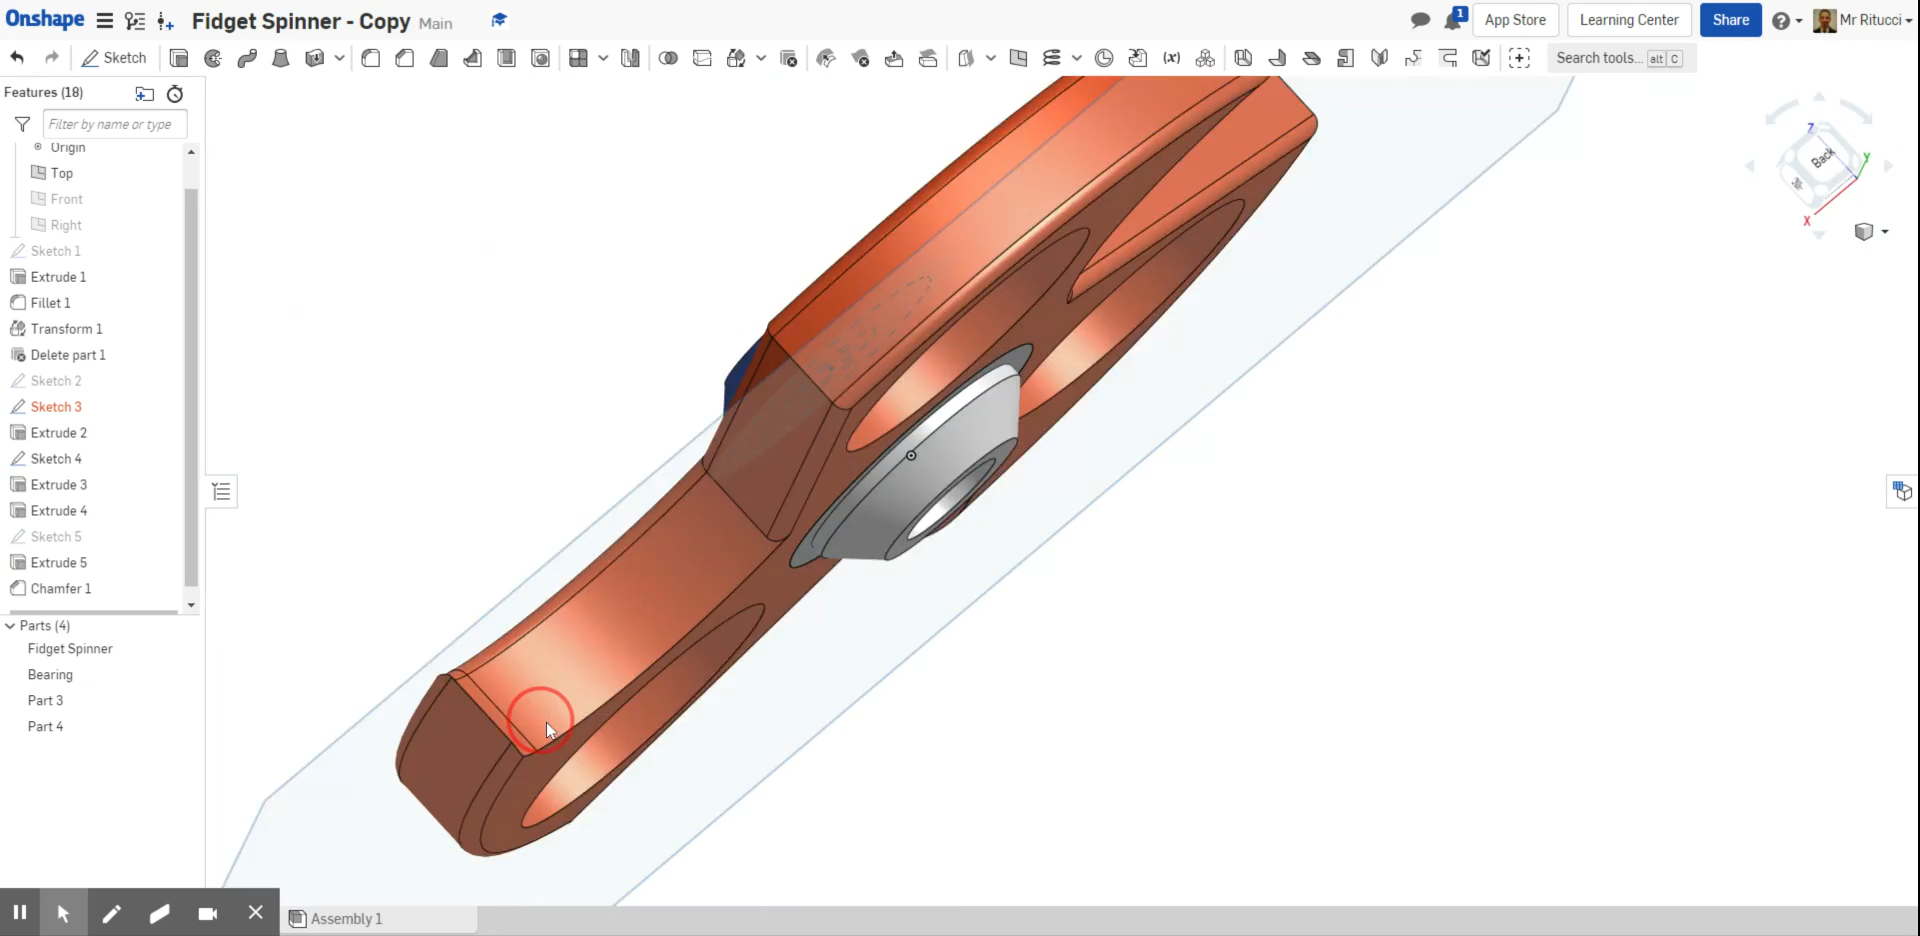 Onshape
Fidget Spinner - Copy Main
1
App Store
Learning Center
Share
Mr Ritucci
Sketch
(x)
Search tools... alt C
Features (18)
Filter by name or type
Origin
Top
Front
Right
Sketch 1
Extrude 1
Fillet 1
Transform 1
Delete part 1
Sketch 2
Sketch 3
Extrude 2
Sketch 4
Extrude 3
Extrude 4
Sketch 5
Extrude 5
Chamfer 1
Parts (4)
Fidget Spinner
Bearing
Part 3
Part 4
Z
Y
Back
X
Assembly 1